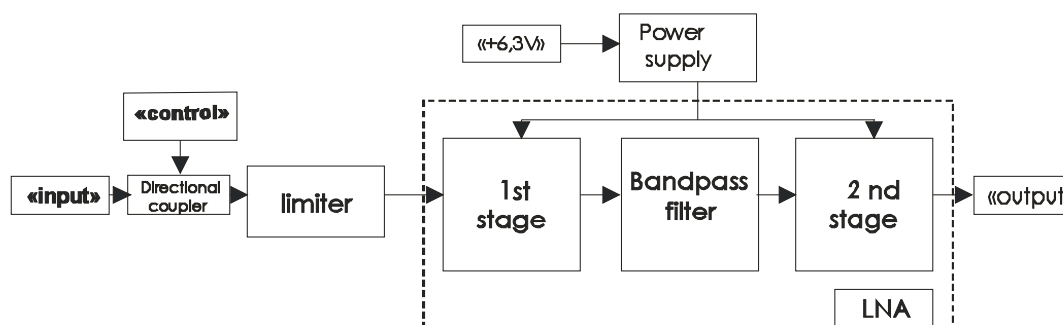 «+6,3V»
Power
supply
«control»
«input»
Directional
coupler
limiter
1st
stage
Bandpass
filter
2 nd
stage
«output
LNA